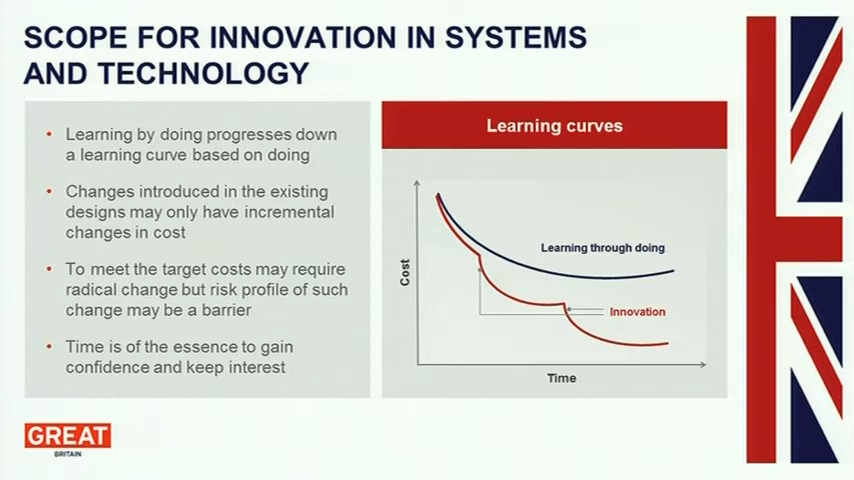 SCOPE FOR INNOVATION IN SYSTEMS
AND TECHNOLOGY
• Learning by doing progresses down
a learning curve based on doing
• Changes introduced in the existing
designs may only have incremental
changes in cost
• To meet the target costs may require
radical change but risk profile of such
change may be a barrier
• Time is of the essence to gain
confidence and keep interest
Learning curves
Cost
Learning through doing
Innovation
Time
GREAT
BRITAIN